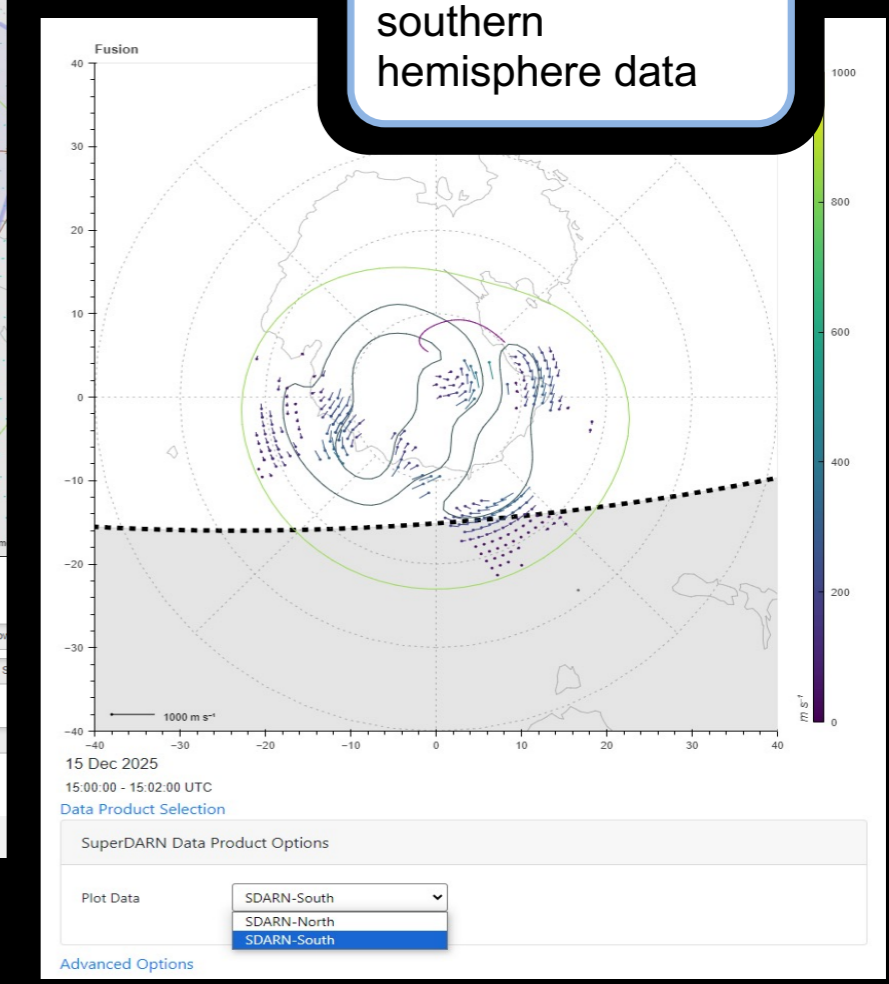 southern
hemisphere data
Fusion
40
30
20
10
0
−10
−20
−30
−40
1000 m s⁻¹
−40 −30 −20 −10 0 10 20 30 40
1000
800
600
400
200
0
m s⁻¹
15 Dec 2025
15:00:00 - 15:02:00 UTC
Data Product Selection
SuperDARN Data Product Options
Plot Data SDARN-South
SDARN-North
SDARN-South
Advanced Options